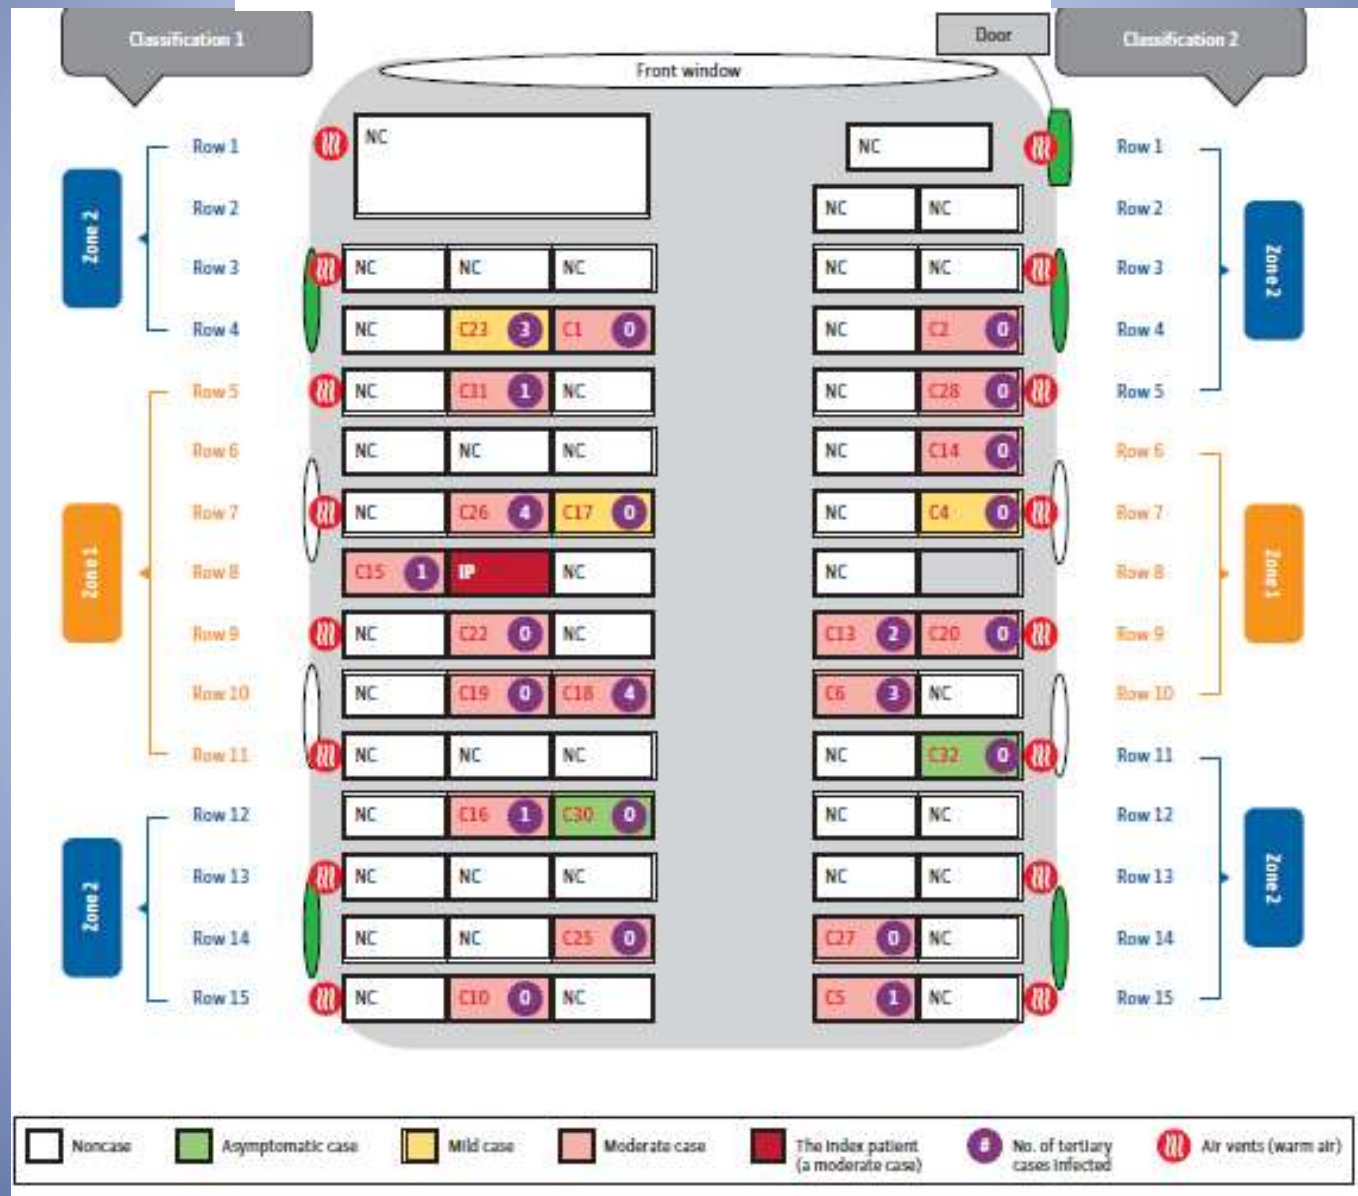 Classification 1
Door
Classification 2
Front window
Row 1 NC NC Row 1
Row 2 NC NC Row 2
Row 3 NC NC NC NC NC Row 3
Row 4 NC C23 3 C1 0 NC C2 0 Row 4
Row 5 NC C31 1 NC NC C28 0 Row 5
Row 6 NC NC NC NC C14 0 Row 6
Row 7 NC C26 4 C17 0 NC C4 0 Row 7
Row 8 C15 1 IP NC NC Row 8
Row 9 NC C22 0 NC C13 2 C20 0 Row 9
Row 10 NC C19 0 C18 4 C6 3 NC Row 10
Row 11 NC NC NC NC C32 0 Row 11
Row 12 NC C16 1 C30 0 NC NC Row 12
Row 13 NC NC NC NC NC Row 13
Row 14 NC NC C25 0 C27 0 NC Row 14
Row 15 NC C10 0 NC C5 1 NC Row 15
Zone 2
Zone 1
Zone 2
Zone 2
Zone 1
Zone 2
Noncase
Asymptomatic case
Mild case
Moderate case
The index patient
(a moderate case)
# No. of tertiary
cases infected
Air vents (warm air)